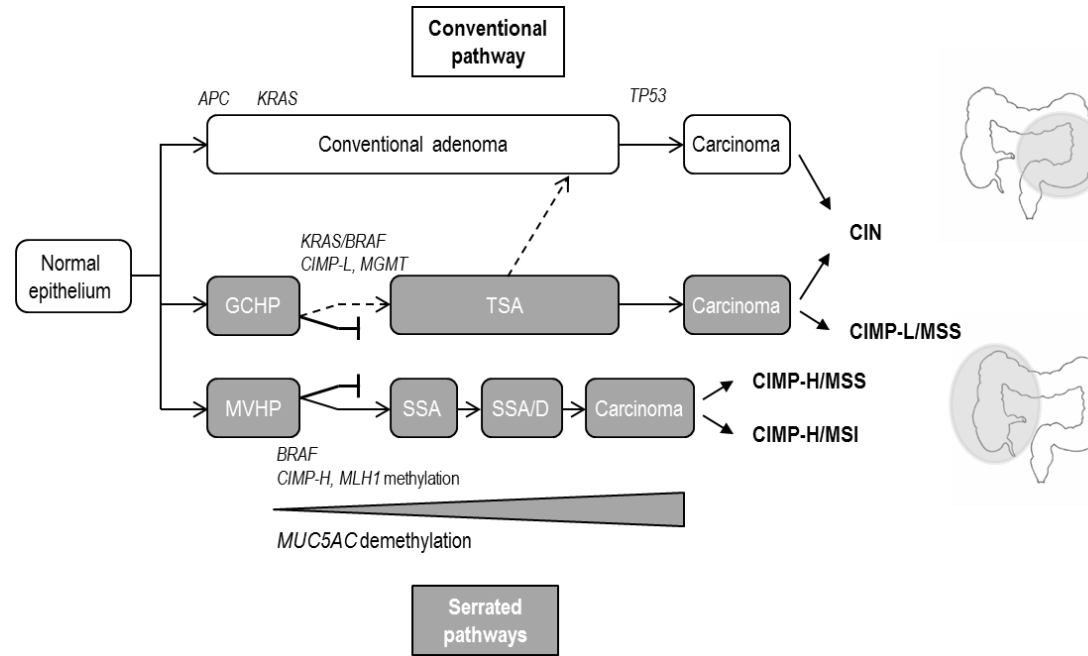 Conventional
pathway
APC KRAS
TP53
Conventional adenoma
Carcinoma
CIN
Normal
epithelium
KRAS/BRAF
CIMP-L, MGMT
GCHP
TSA
Carcinoma
CIMP-L/MSS
MVHP
SSA
SSA/D
Carcinoma
CIMP-H/MSS
CIMP-H/MSI
BRAF
CIMP-H, MLH1 methylation
MUC5AC demethylation
Serrated
pathways